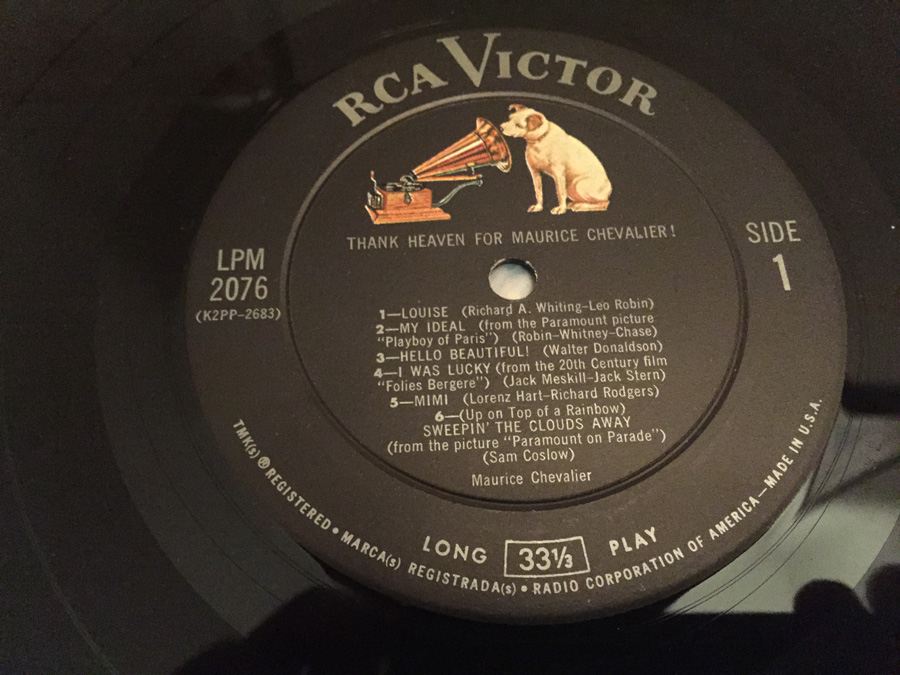 RCA VICTOR
THANK HEAVEN FOR MAURICE CHEVALIER!
LPM
2076
(K2PP-2683)
SIDE
1
1—LOUISE (Richard A. Whiting-Leo Robin)
2—MY IDEAL (from the Paramount picture
"Playboy of Paris") (Robin-Whitney-Chase)
3—HELLO BEAUTIFUL! (Walter Donaldson)
4—I WAS LUCKY (from the 20th Century film
"Folies Bergere") (Jack Meskill-Jack Stern)
5—MIMI (Lorenz Hart-Richard Rodgers)
6—(Up on Top of a Rainbow)
SWEEPIN' THE CLOUDS AWAY
(from the picture "Paramount on Parade")
(Sam Coslow)
Maurice Chevalier
LONG 33⅓ PLAY
TMK(s) ® REGISTERED • MARCA(s) REGISTRADA(s) • RADIO CORPORATION OF AMERICA—MADE IN U.S.A.